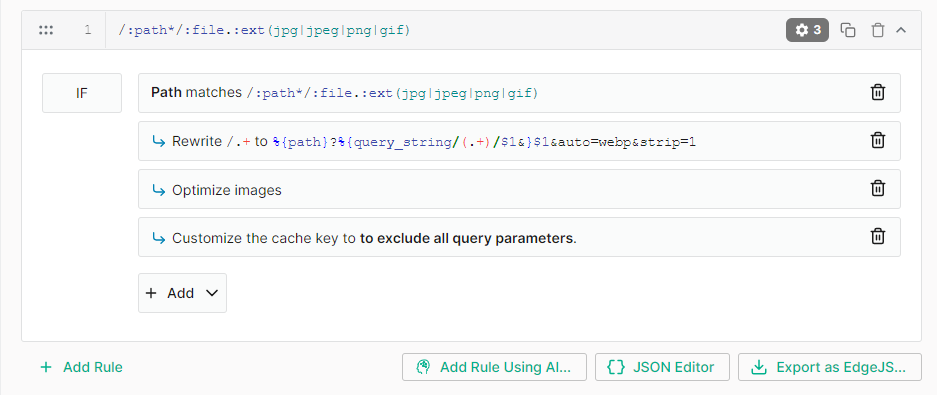 1 /:path*/:file.:ext(jpg|jpeg|png|gif) 3
IF Path matches /:path*/:file.:ext(jpg|jpeg|png|gif)
Rewrite /.+ to %{path}?%{query_string/(.+)/$1&}$1&auto=webp&strip=1
Optimize images
Customize the cache key to to exclude all query parameters.
+ Add
+ Add Rule Add Rule Using AI... {} JSON Editor Export as EdgeJS...